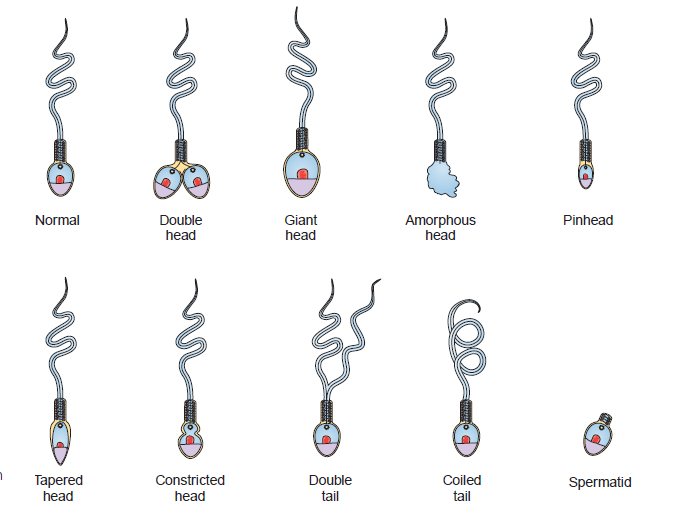 Normal
Double
head
Giant
head
Amorphous
head
Pinhead
Tapered
head
Constricted
head
Double
tail
Coiled
tail
Spermatid